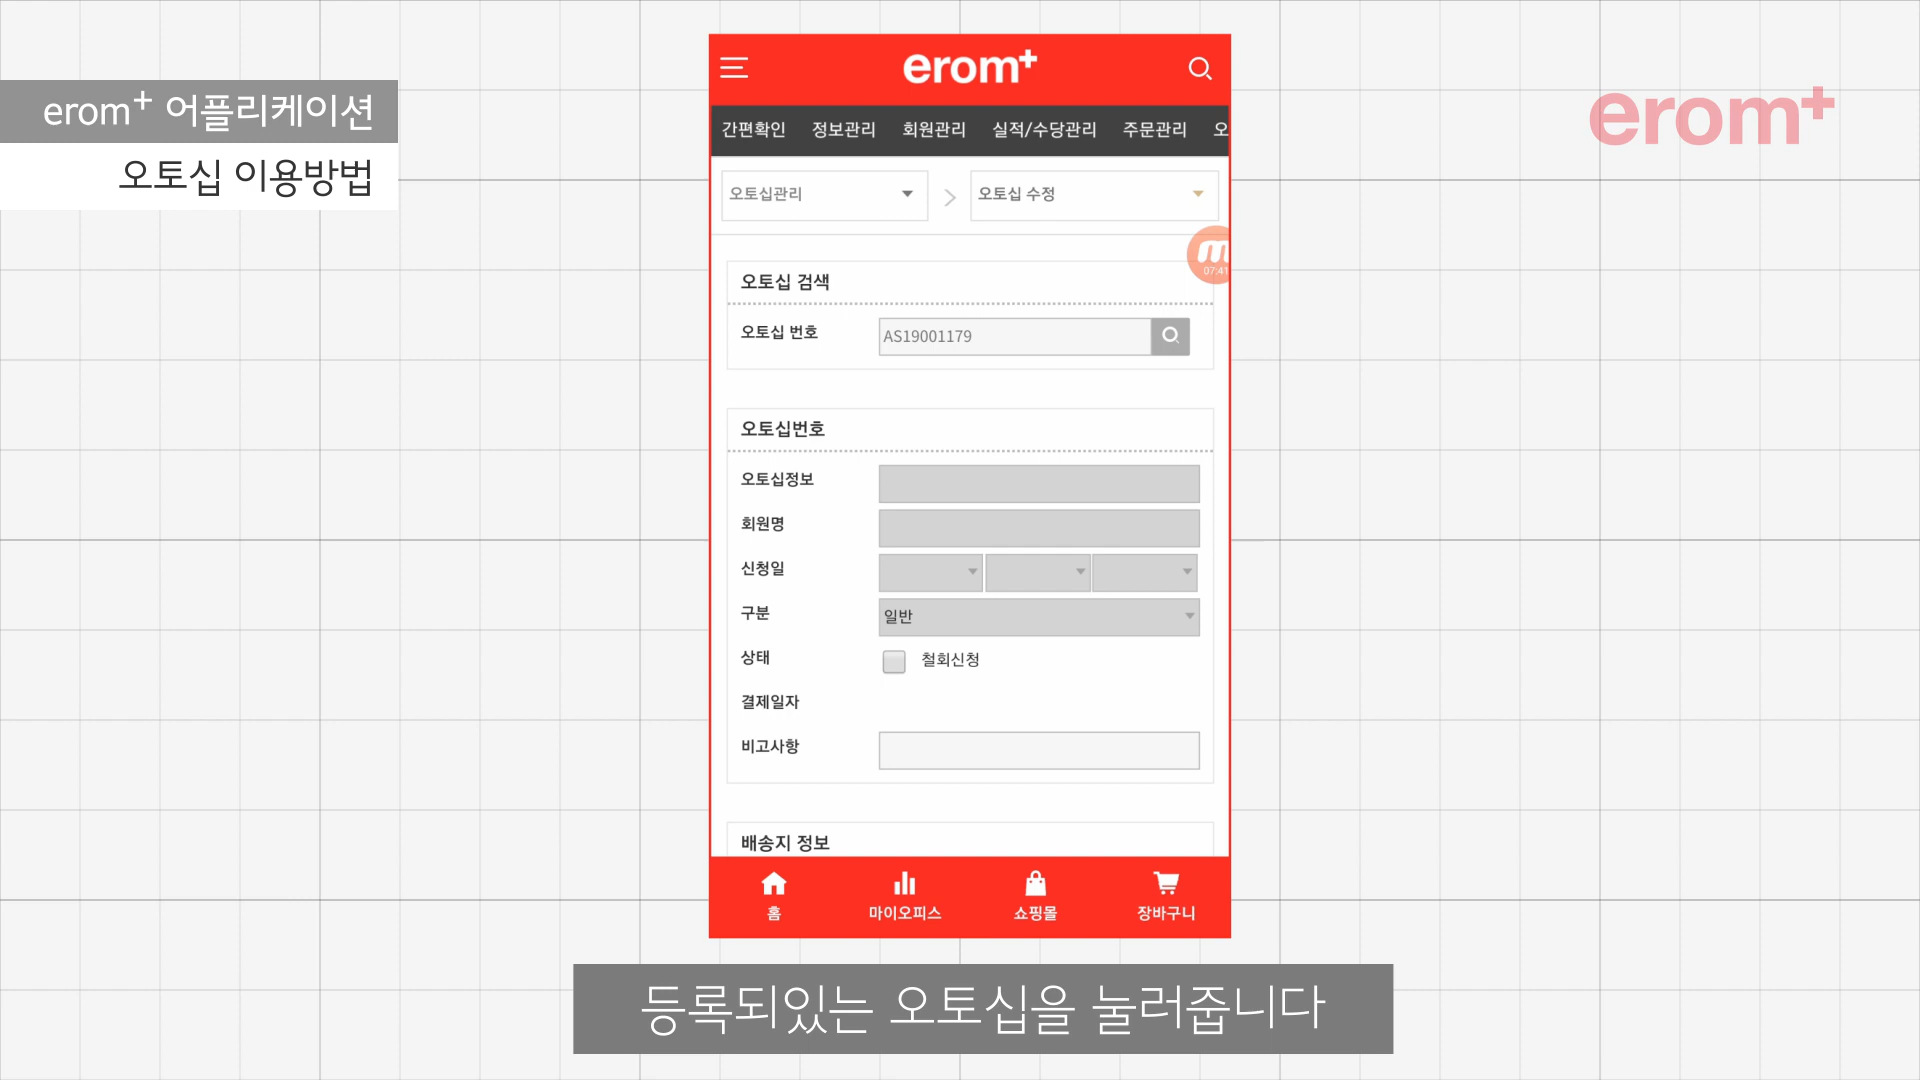 erom⁺ 어플리케이션
오토십 이용방법
erom⁺
erom⁺
간편확인 정보관리 회원관리 실적/수당관리 주문관리 오
오토십관리 > 오토십 수정
m
07:41
오토십 검색
오토십 번호 AS19001179
오토십번호
오토십정보
회원명
신청일
구분 일반
상태 철회신청
결제일자
비고사항
배송지 정보
홈 마이오피스 쇼핑몰 장바구니
등록되있는 오토십을 눌러줍니다